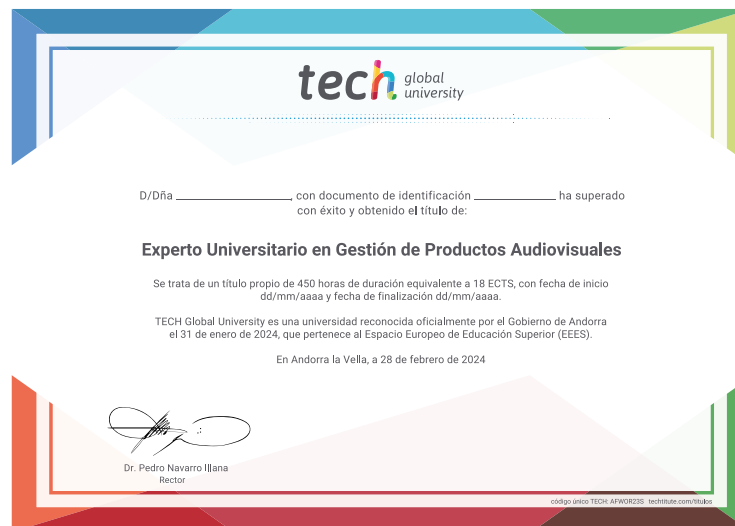 tech global university
D/Dña ______________________, con documento de identificación ______________ ha superado
con éxito y obtenido el título de:
Experto Universitario en Gestión de Productos Audiovisuales
Se trata de un título propio de 450 horas de duración equivalente a 18 ECTS, con fecha de inicio
dd/mm/aaaa y fecha de finalización dd/mm/aaaa.
TECH Global University es una universidad reconocida oficialmente por el Gobierno de Andorra
el 31 de enero de 2024, que pertenece al Espacio Europeo de Educación Superior (EEES).
En Andorra la Vella, a 28 de febrero de 2024
Dr. Pedro Navarro Illana
Rector
código único TECH: AFWOR23S techtitute.com/titulos